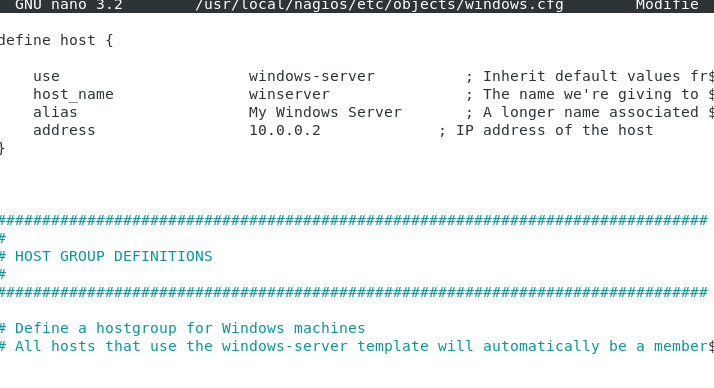 GNU nano 3.2 /usr/local/nagios/etc/objects/windows.cfg Modifie
define host {
use windows-server ; Inherit default values fr$
host_name winserver ; The name we're giving to $
alias My Windows Server ; A longer name associated $
address 10.0.0.2 ; IP address of the host
}
###############################################################################
#
# HOST GROUP DEFINITIONS
#
###############################################################################
# Define a hostgroup for Windows machines
# All hosts that use the windows-server template will automatically be a member$